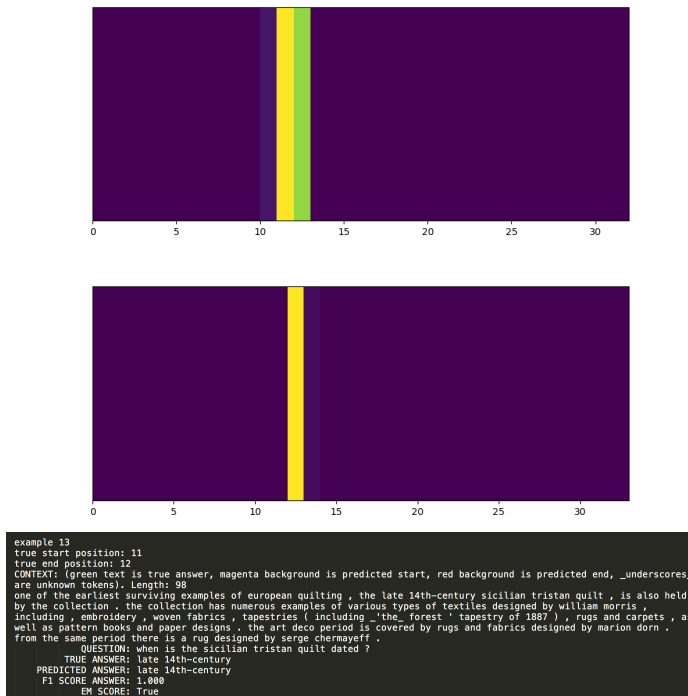 0 5 10 15 20 25 30
0 5 10 15 20 25 30
example 13
true start position: 11
true end position: 12
CONTEXT: (green text is true answer, magenta background is predicted start, red background is predicted end, _underscores_
are unknown tokens). Length: 98
one of the earliest surviving examples of european quilting , the late 14th-century sicilian tristan quilt , is also held
by the collection . the collection has numerous examples of various types of textiles designed by william morris ,
including , embroidery , woven fabrics , tapestries ( including _'the_ forest ' tapestry of 1887 ) , rugs and carpets , as
well as pattern books and paper designs . the art deco period is covered by rugs and fabrics designed by marion dorn .
from the same period there is a rug designed by serge chermayeff .
QUESTION: when is the sicilian tristan quilt dated ?
TRUE ANSWER: late 14th-century
PREDICTED ANSWER: late 14th-century
F1 SCORE ANSWER: 1.000
EM SCORE: True